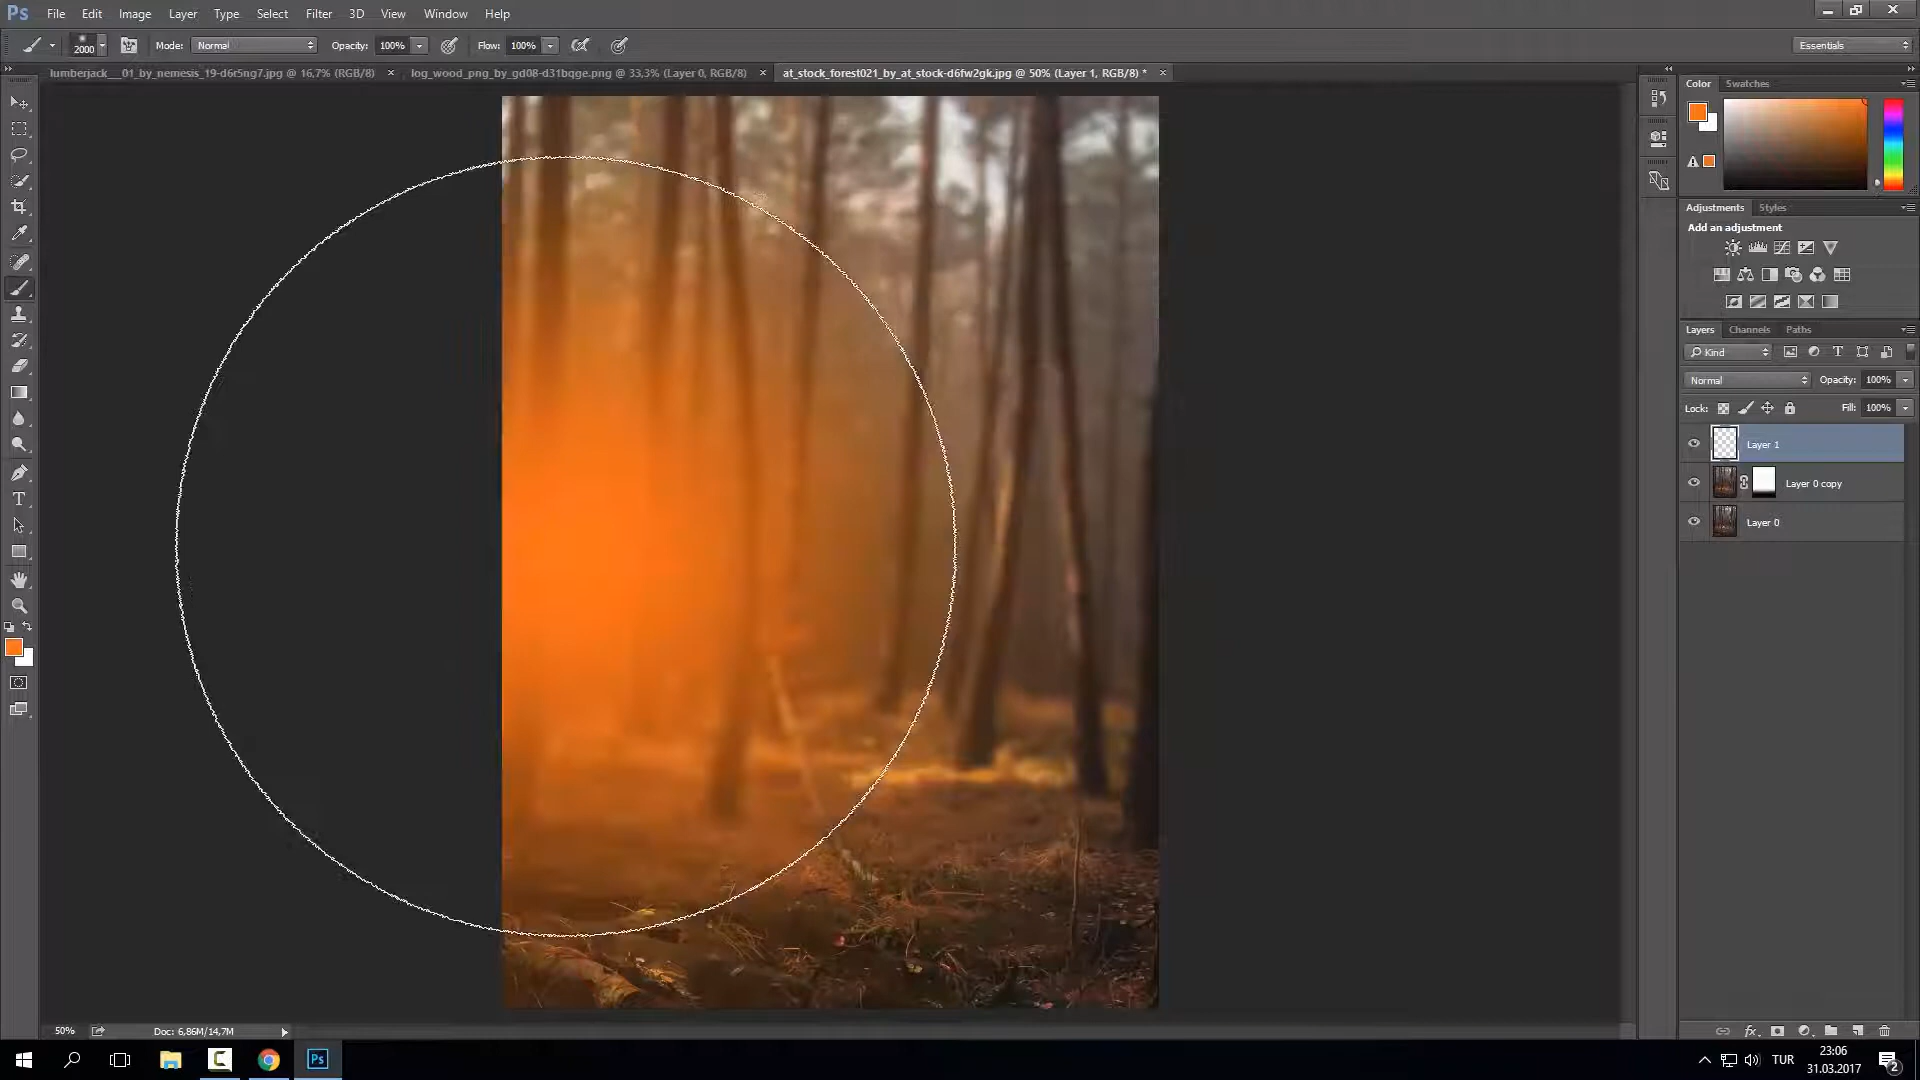 Ps File Edit Image Layer Type Select Filter 3D View Window Help
2000 Mode: Normal Opacity: 100% Flow: 100% Essentials
lumberjack__01_by_nemesis_19-d6r5ng7.jpg @ 16,7% (RGB/8) × log_wood_png_by_gd08-d31bqge.png @ 33,3% (Layer 0, RGB/8) × at_stock_forest021_by_at_stock-d6fw2gk.jpg @ 50% (Layer 1, RGB/8) * ×
Color Swatches
Adjustments Styles
Add an adjustment
Layers Channels Paths
Kind T
Normal Opacity: 100%
Lock: Fill: 100%
Layer 1
Layer 0 copy
Layer 0
T
fx
50% Doc: 6,86M/14,7M
C Ps TUR 23:06
31.03.2017 2